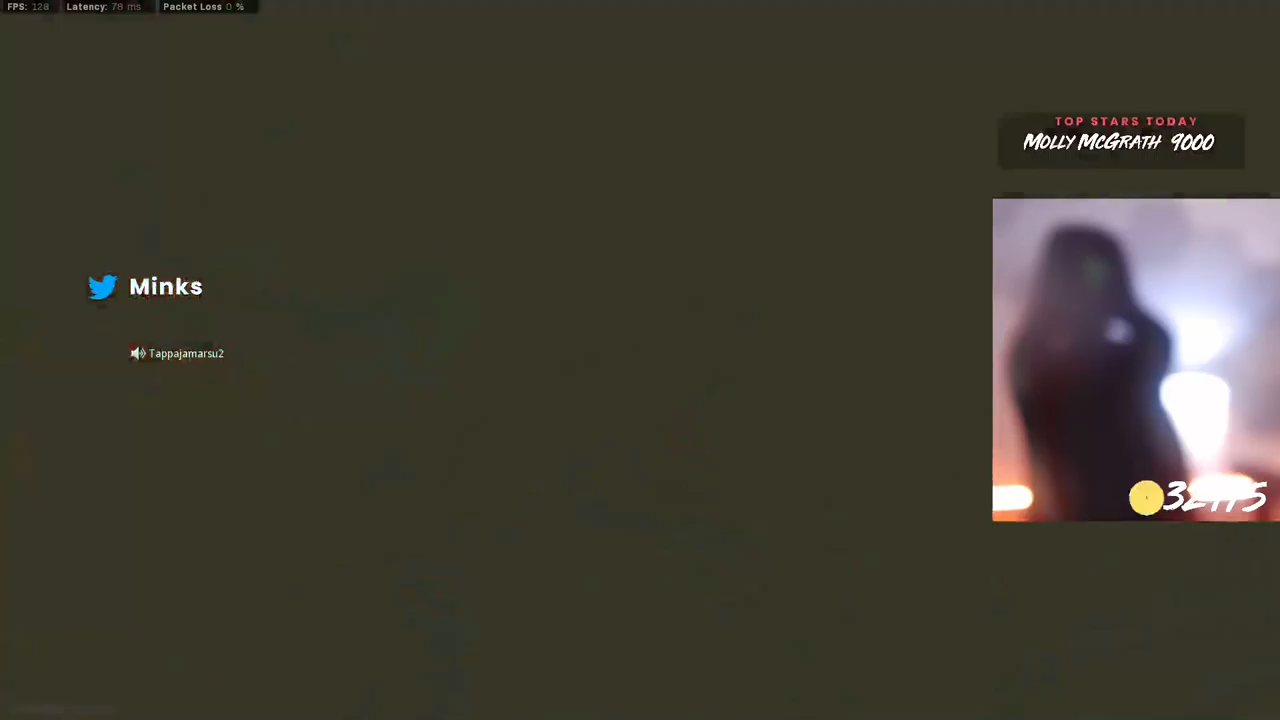 FPS: 128 Latency: 78 ms Packet Loss 0 %
TOP STARS TODAY
MOLLY MCGRATH 9000
Minks
Tappajamarsu2